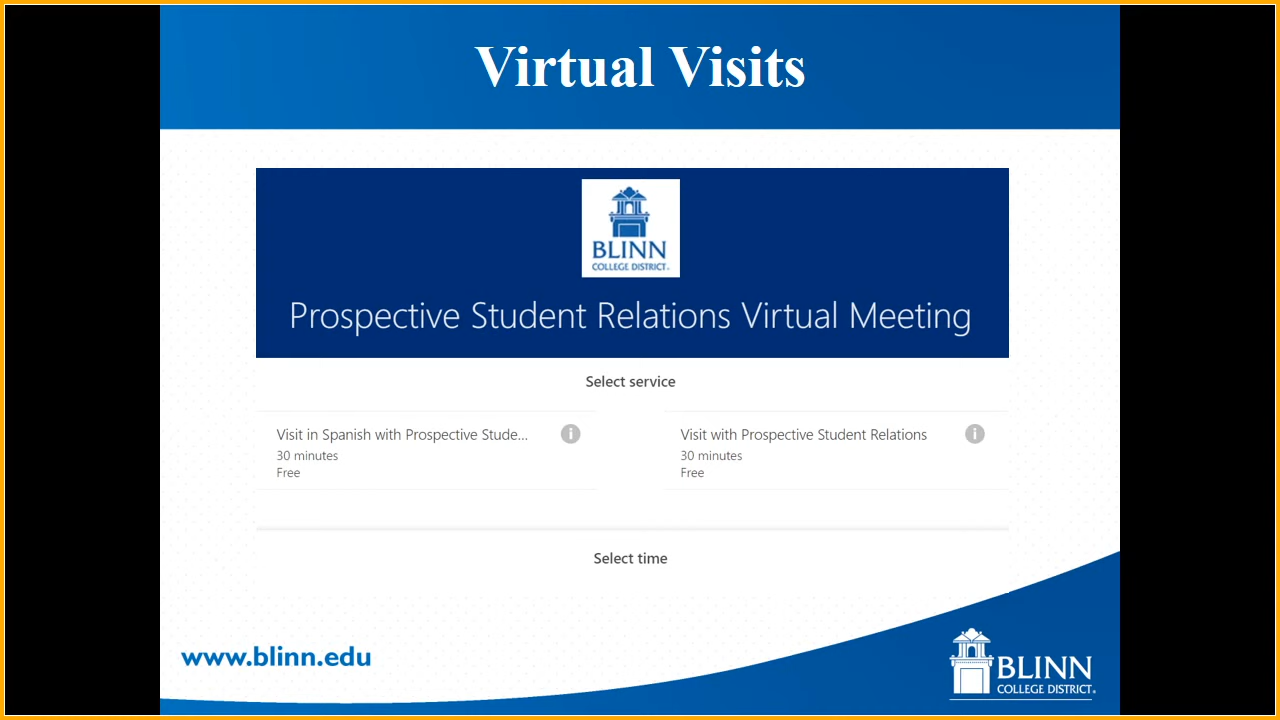 Virtual Visits
BLINN
COLLEGE DISTRICT.
Prospective Student Relations Virtual Meeting
Select service
Visit in Spanish with Prospective Stude...
30 minutes
Free
Visit with Prospective Student Relations
30 minutes
Free
Select time
www.blinn.edu
BLINN
COLLEGE DISTRICT.